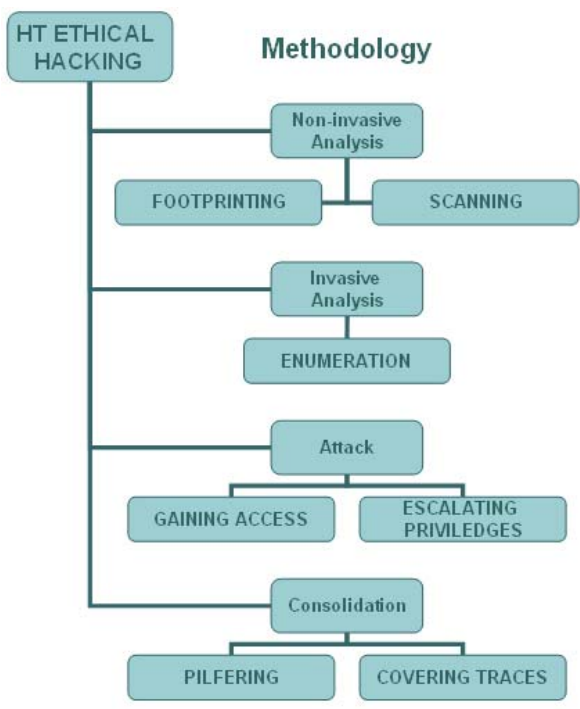 HT ETHICAL
HACKING
Methodology
Non-invasive
Analysis
FOOTPRINTING
SCANNING
Invasive
Analysis
ENUMERATION
Attack
GAINING ACCESS
ESCALATING
PRIVILEDGES
Consolidation
PILFERING
COVERING TRACES